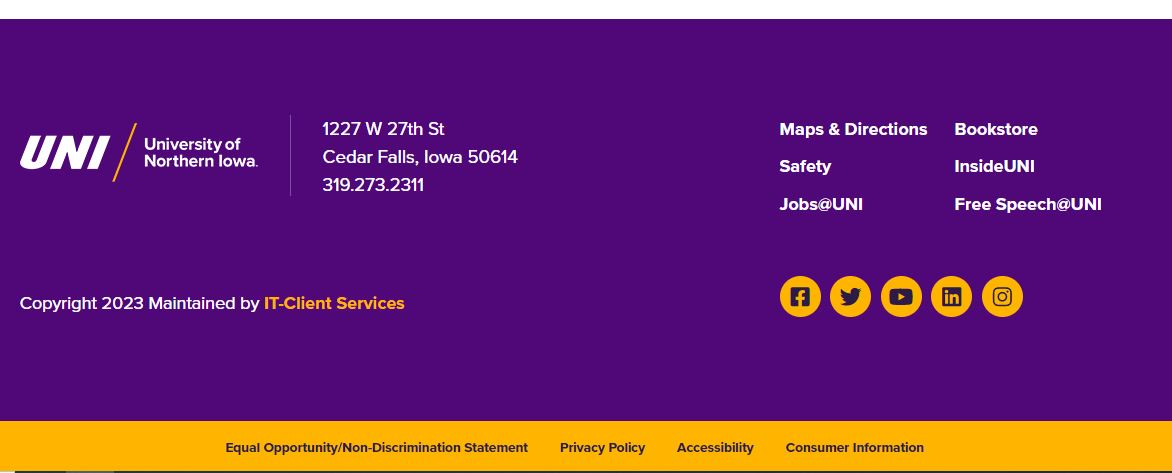 UNI
University of
Northern Iowa.
1227 W 27th St
Cedar Falls, Iowa 50614
319.273.2311
Maps & Directions
Bookstore
Safety
InsideUNI
Jobs@UNI
Free Speech@UNI
Copyright 2023 Maintained by IT-Client Services
Equal Opportunity/Non-Discrimination Statement Privacy Policy Accessibility Consumer Information